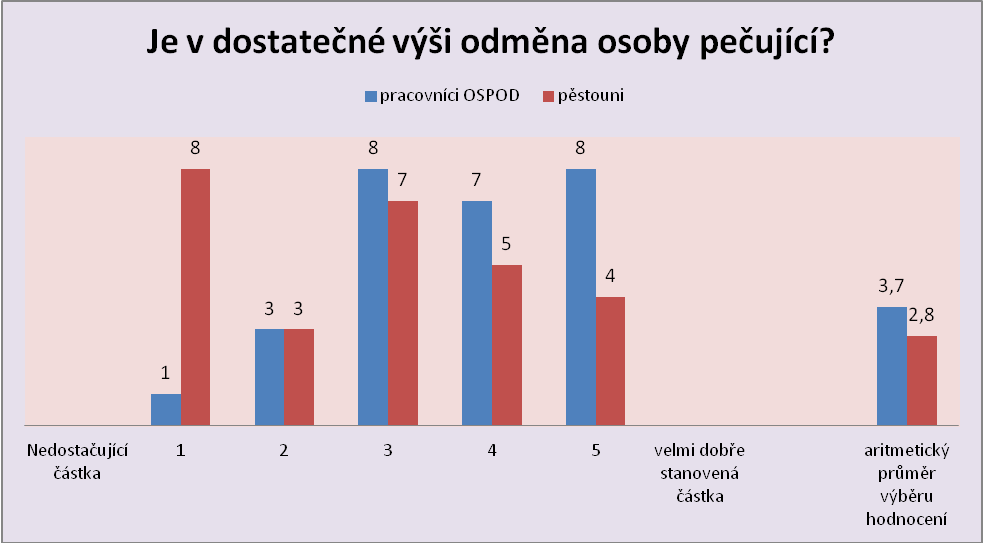 Je v dostatečné výši odměna osoby pečující?
pracovníci OSPOD pěstouni
8 8 8
7 7
5
4
3 3
3,7
2,8
1
Nedostačující částka
1 2 3 4 5
velmi dobře
stanovená
částka
aritmetický
průměr
výběru
hodnocení